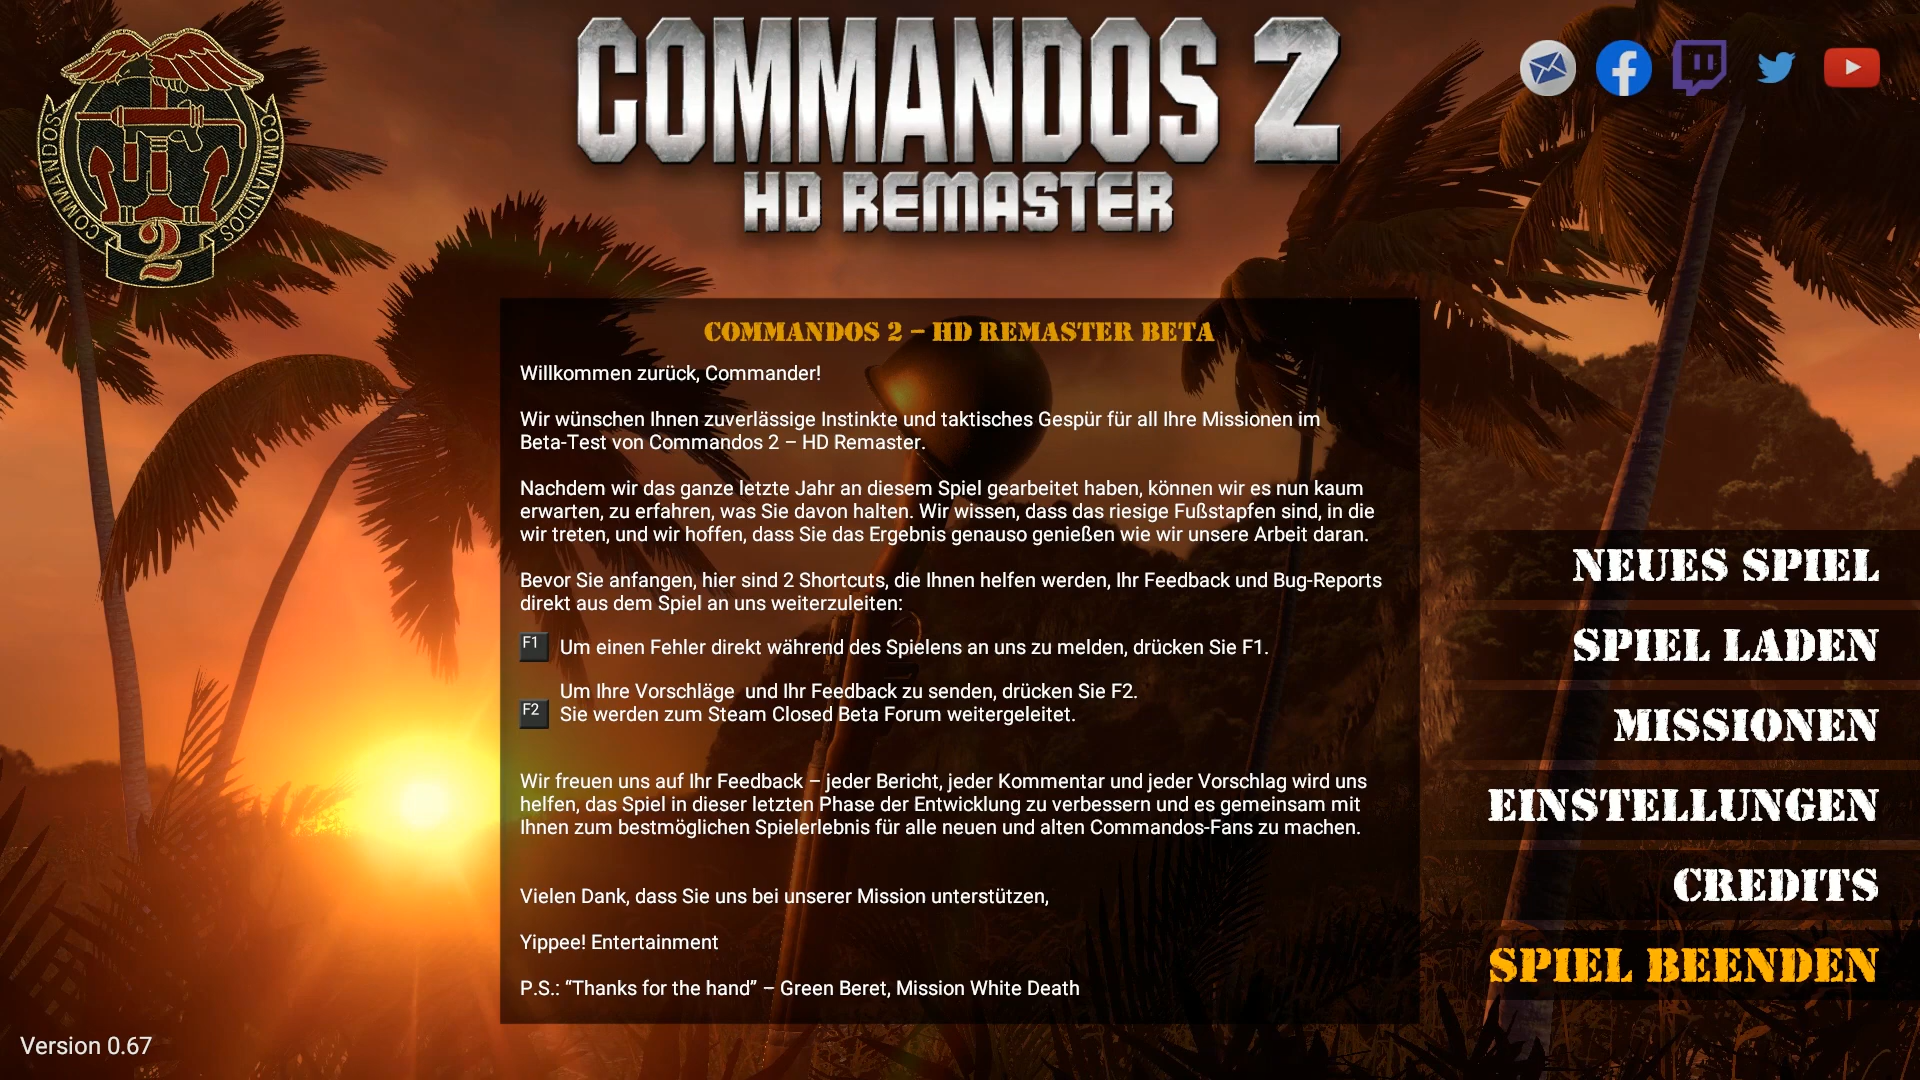 COMMANDOS 2
HD REMASTER
COMMANDOS
COMMANDOS
2
COMMANDOS 2 – HD REMASTER BETA
Willkommen zurück, Commander!
Wir wünschen Ihnen zuverlässige Instinkte und taktisches Gespür für all Ihre Missionen im
Beta-Test von Commandos 2 – HD Remaster.
Nachdem wir das ganze letzte Jahr an diesem Spiel gearbeitet haben, können wir es nun kaum
erwarten, zu erfahren, was Sie davon halten. Wir wissen, dass das riesige Fußstapfen sind, in die
wir treten, und wir hoffen, dass Sie das Ergebnis genauso genießen wie wir unsere Arbeit daran.
Bevor Sie anfangen, hier sind 2 Shortcuts, die Ihnen helfen werden, Ihr Feedback und Bug-Reports
direkt aus dem Spiel an uns weiterzuleiten:
F1 Um einen Fehler direkt während des Spielens an uns zu melden, drücken Sie F1.
Um Ihre Vorschläge  und Ihr Feedback zu senden, drücken Sie F2.
F2 Sie werden zum Steam Closed Beta Forum weitergeleitet.
Wir freuen uns auf Ihr Feedback – jeder Bericht, jeder Kommentar und jeder Vorschlag wird uns
helfen, das Spiel in dieser letzten Phase der Entwicklung zu verbessern und es gemeinsam mit
Ihnen zum bestmöglichen Spielerlebnis für alle neuen und alten Commandos-Fans zu machen.
Vielen Dank, dass Sie uns bei unserer Mission unterstützen,
Yippee! Entertainment
P.S.: “Thanks for the hand” – Green Beret, Mission White Death
NEUES SPIEL
SPIEL LADEN
MISSIONEN
EINSTELLUNGEN
CREDITS
SPIEL BEENDEN
Version 0.67